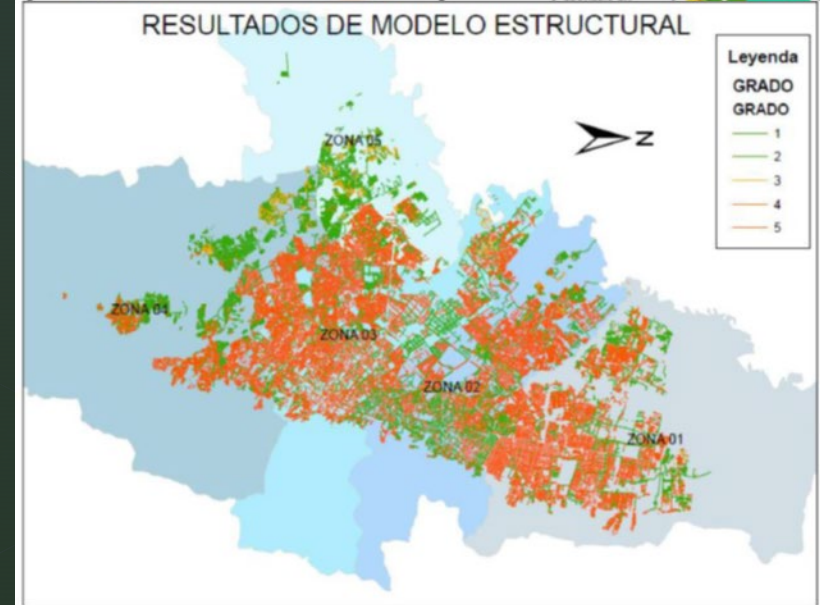 RESULTADOS DE MODELO ESTRUCTURAL
Leyenda
GRADO
GRADO
1
2
3
4
5
N
ZONA 05
ZONA 04
ZONA 03
ZONA 02
ZONA 01